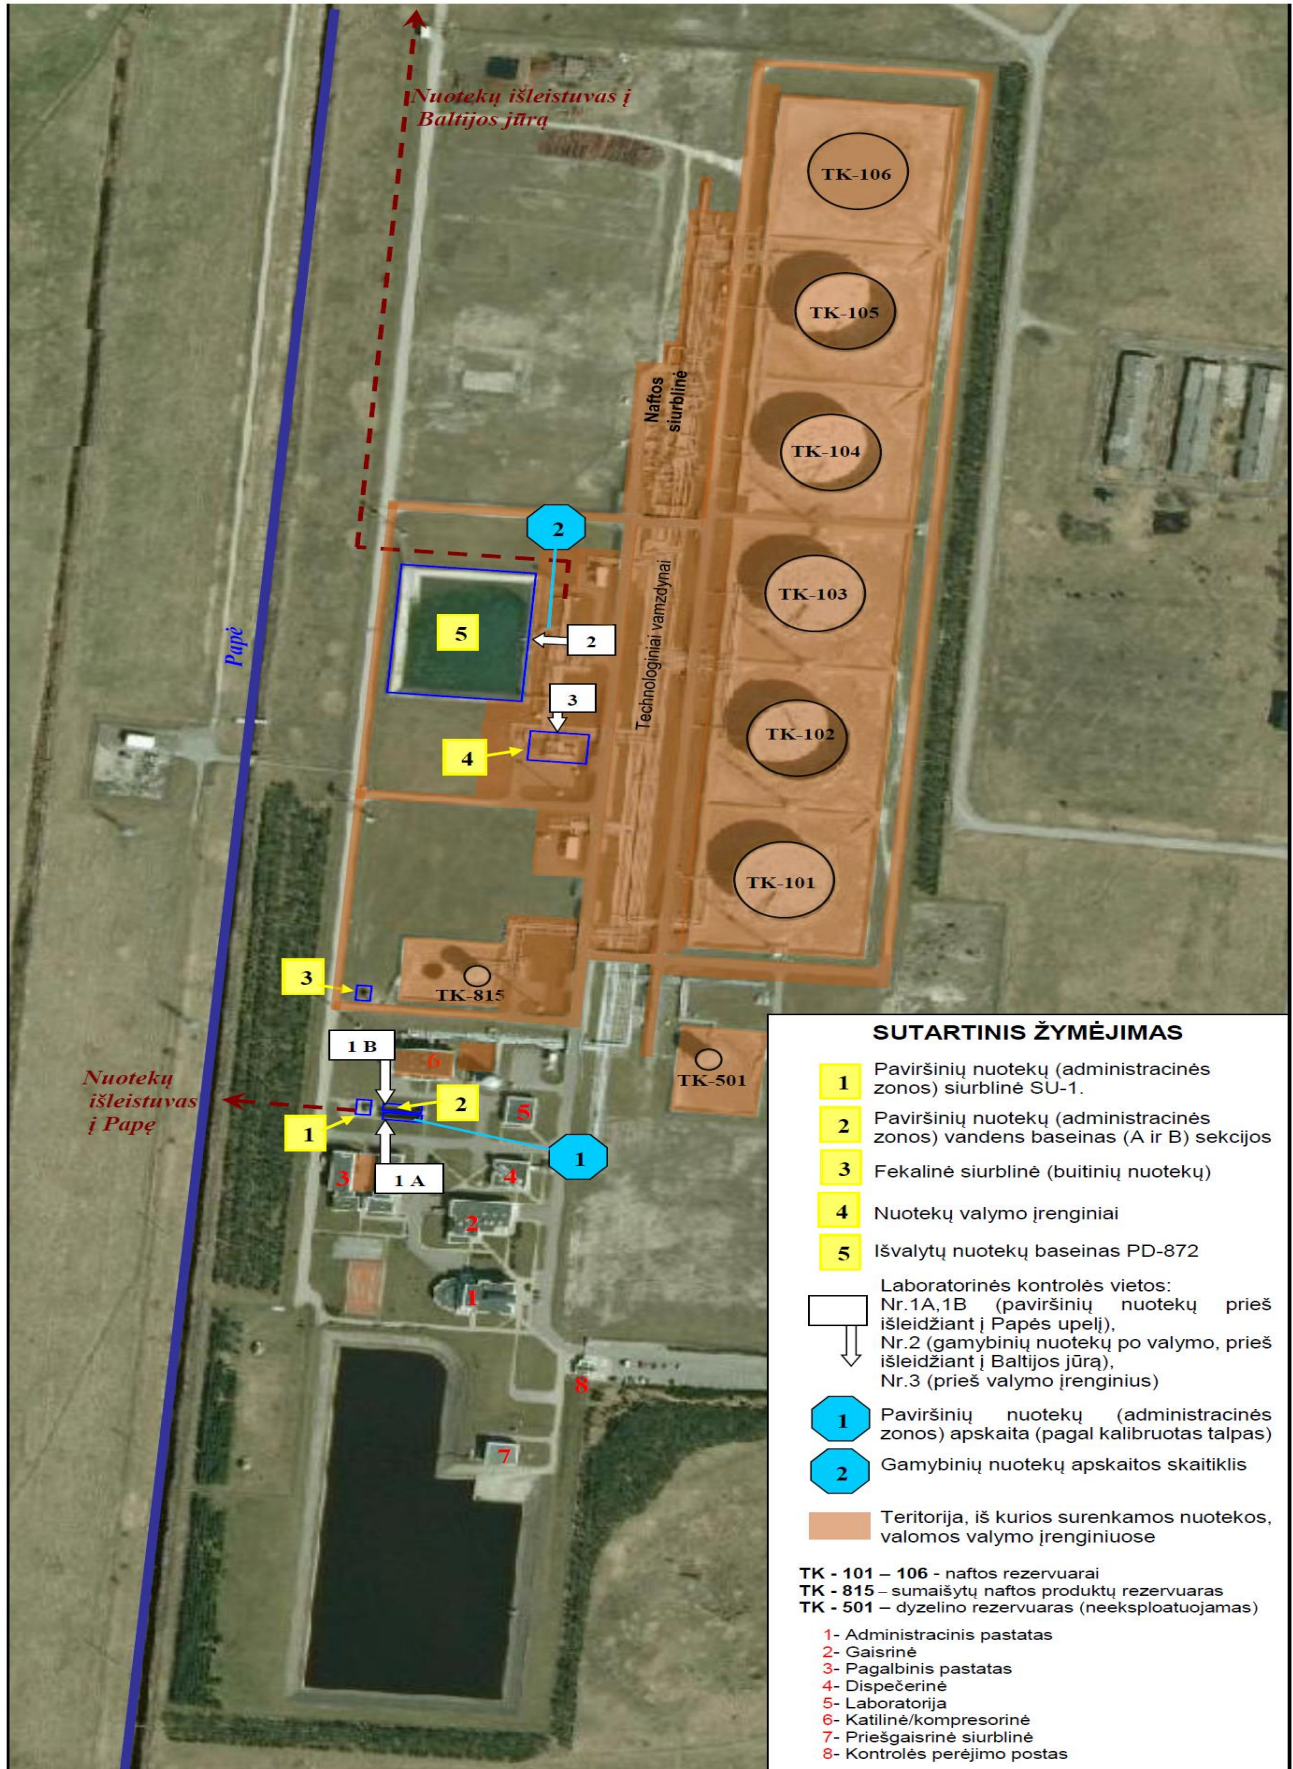 Nuotekų išleistuvas į
Baltijos jūrą
TK-106
TK-105
Naftos
siurblinė
TK-104
2
Technologiniai vamzdynai
TK-103
5
2
Papė
3
4
TK-102
TK-101
3
TK-815
1 B
6
TK-501
Nuotekų
išleistuvas
į Papę
2
5
1
1
3
1 A
4
2
1
8
7
SUTARTINIS ŽYMĖJIMAS
1 Paviršinių nuotekų (administracinės
zonos) siurblinė SU-1.
2 Paviršinių nuotekų (administracinės
zonos) vandens baseinas (A ir B) sekcijos
3 Fekalinė siurblinė (buitinių nuotekų)
4 Nuotekų valymo įrenginiai
5 Išvalytų nuotekų baseinas PD-872
Laboratorinės kontrolės vietos:
Nr.1A,1B (paviršinių nuotekų prieš
išleidžiant į Papės upelį),
Nr.2 (gamybinių nuotekų po valymo, prieš
išleidžiant į Baltijos jūrą),
Nr.3 (prieš valymo įrenginius)
1 Paviršinių nuotekų (administracinės
zonos) apskaita (pagal kalibruotas talpas)
2 Gamybinių nuotekų apskaitos skaitiklis
Teritorija, iš kurios surenkamos nuotekos,
valomos valymo įrenginiuose
TK - 101 – 106 - naftos rezervuarai
TK - 815 – sumaišytų naftos produktų rezervuaras
TK - 501 – dyzelino rezervuaras (neeksploatuojamas)
1- Administracinis pastatas
2- Gaisrinė
3- Pagalbinis pastatas
4- Dispečerinė
5- Laboratorija
6- Katilinė/kompresorinė
7- Priešgaisrinė siurblinė
8- Kontrolės perėjimo postas